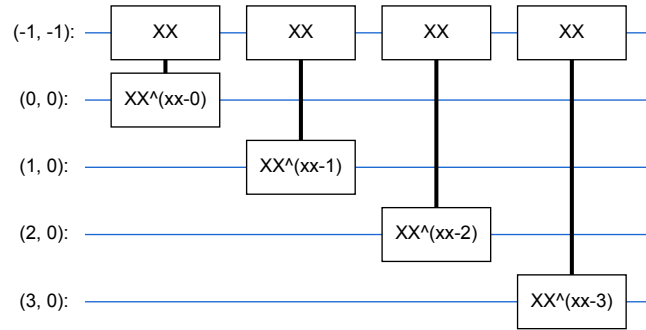 (-1, -1): XX XX XX XX
(0, 0): XX^(xx-0)
(1, 0): XX^(xx-1)
(2, 0): XX^(xx-2)
(3, 0): XX^(xx-3)